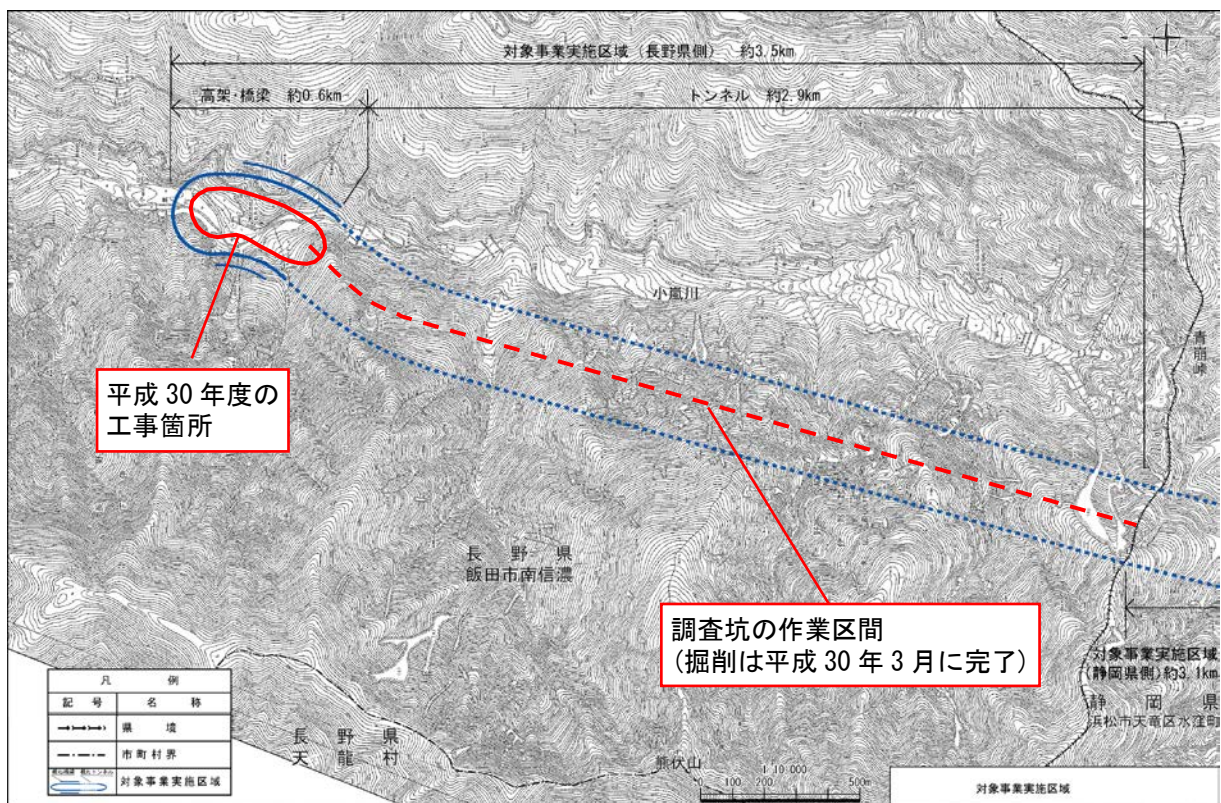 対象事業実施区域(長野県側) 約3.5km
高架・橋梁 約0.6km
トンネル 約2.9km
小嵐川
青崩峠
平成30年度の
工事箇所
長野県
飯田市南信濃
調査坑の作業区間
(掘削は平成30年3月に完了)
対象事業実施区域
(静岡県側)約3.1km
静岡県
浜松市天竜区水窪町
長野県
天龍村
熊伏山
凡例
記号 名称
県境
市町村界
対象事業実施区域
1:10 000
0 100 200 500m
対象事業実施区域